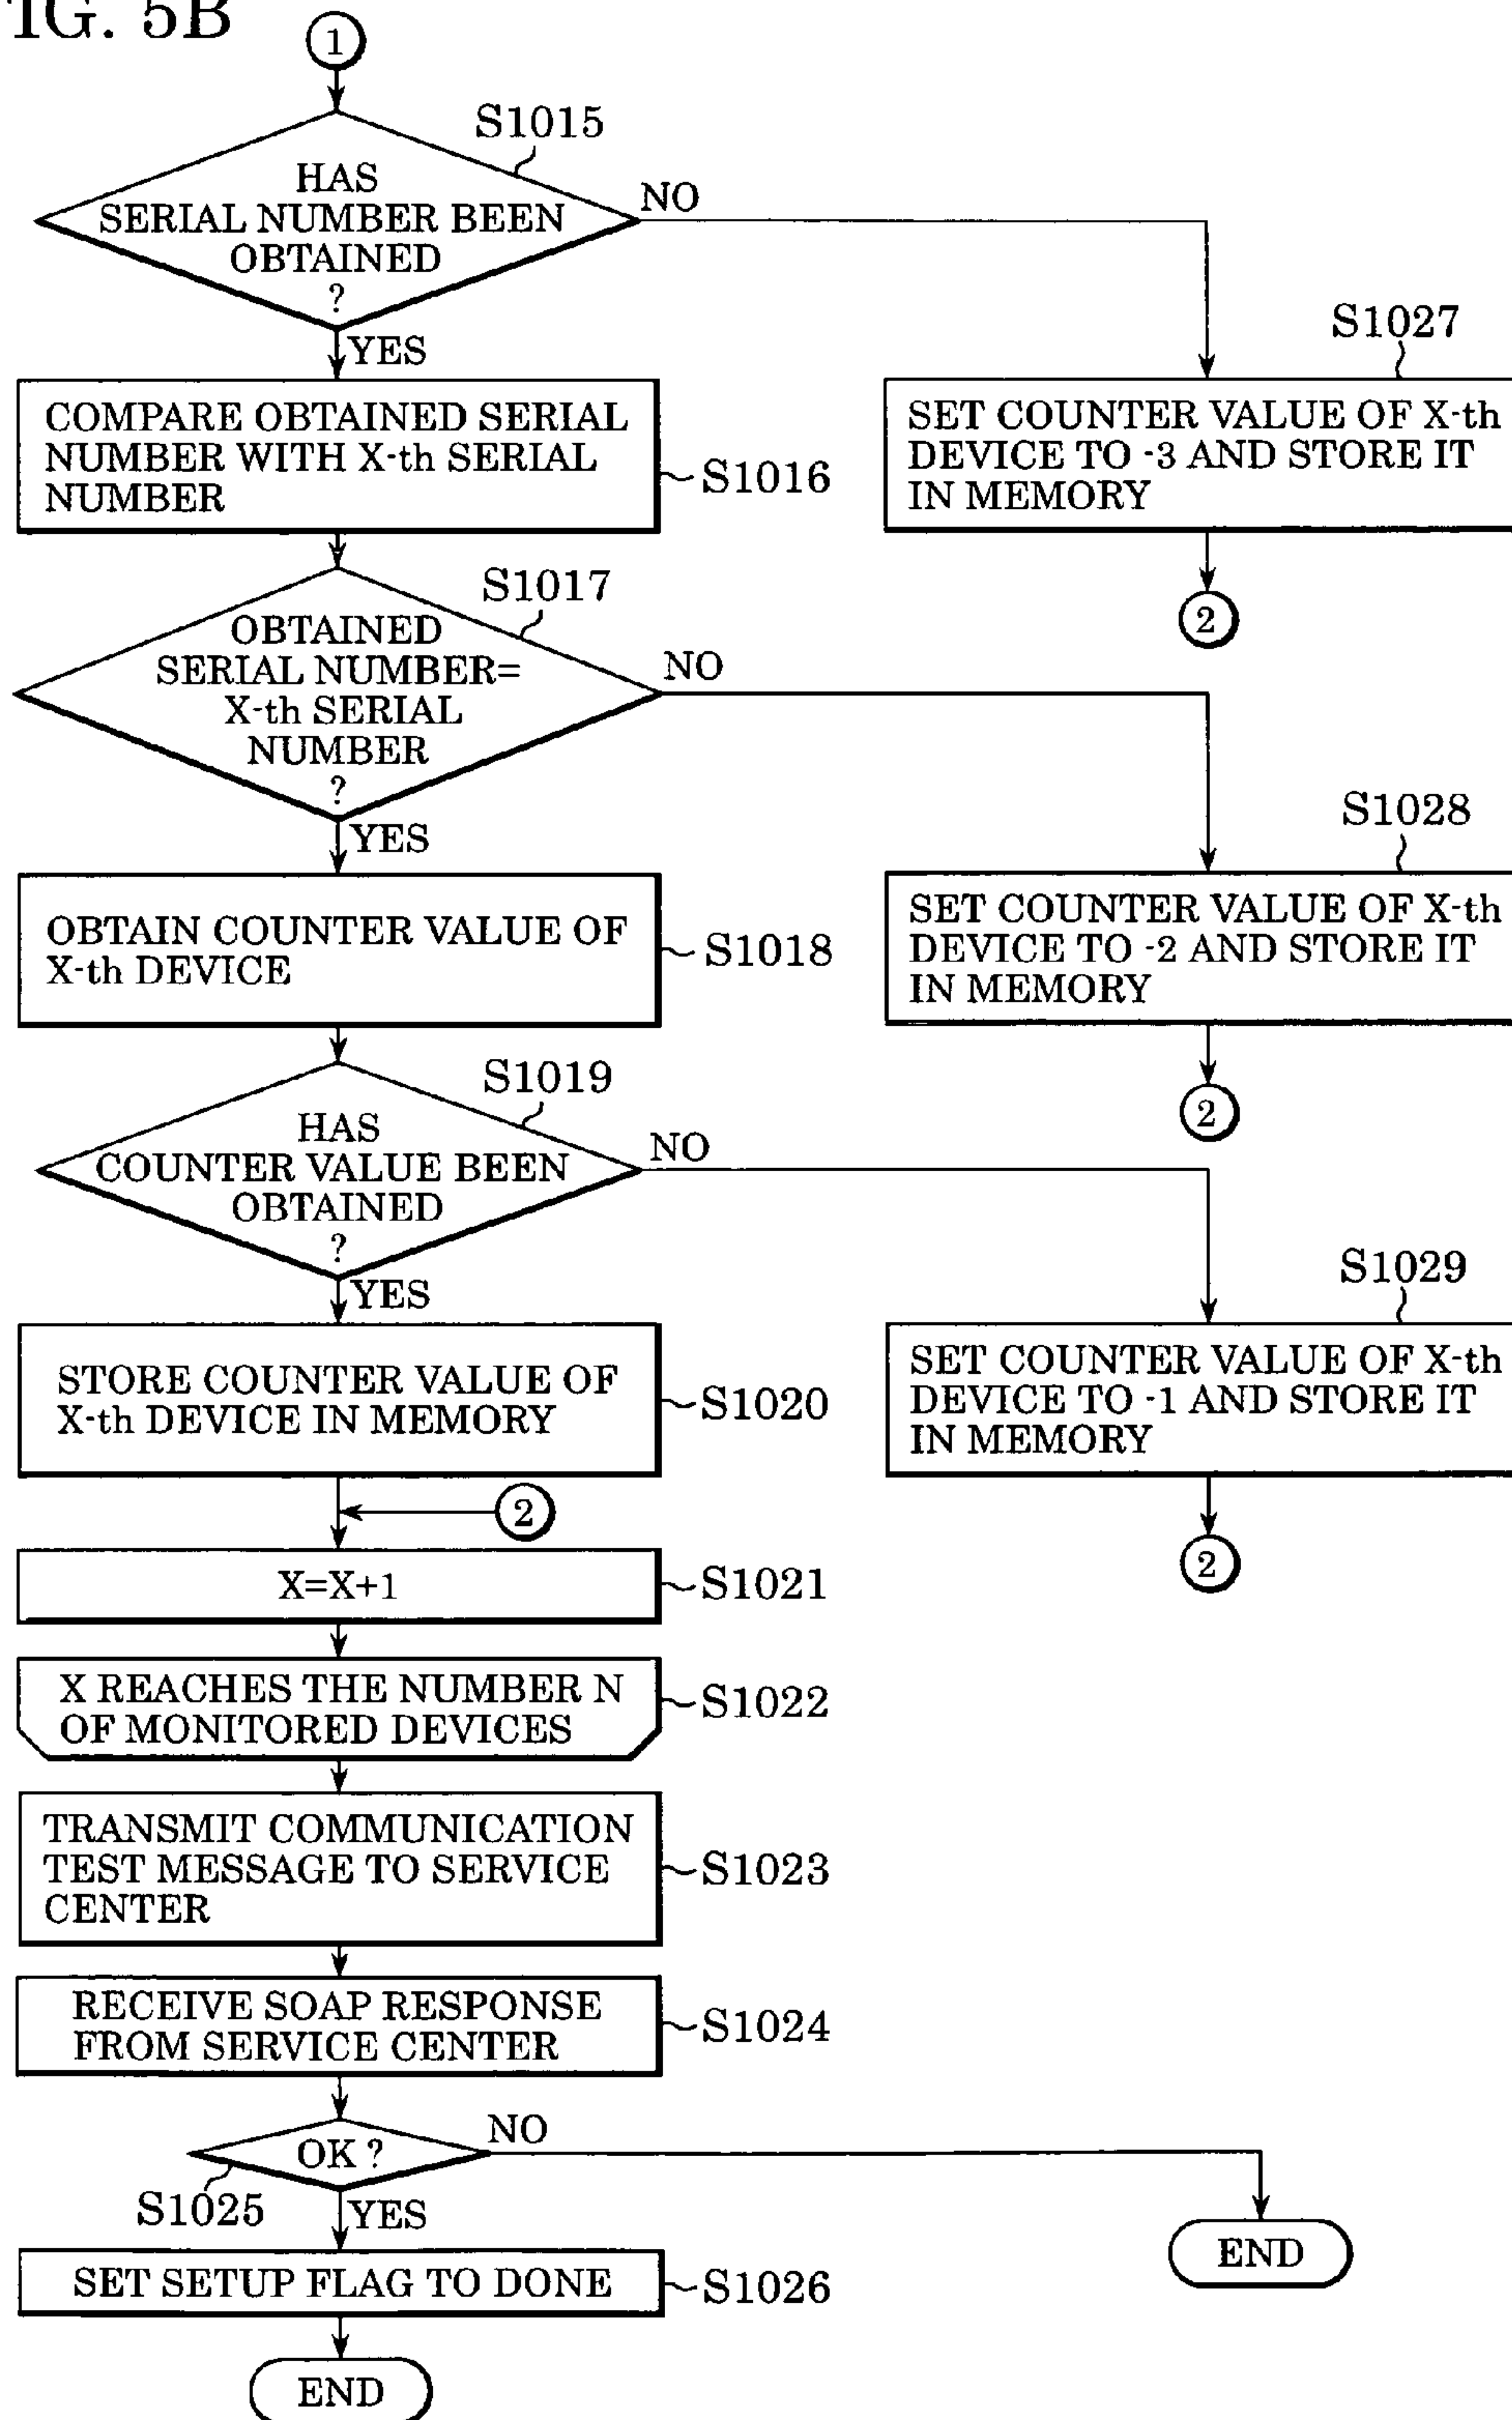 IG. 5B
1
S1015
HAS
SERIAL NUMBER BEEN
OBTAINED
?
NO
YES
S1027
COMPARE OBTAINED SERIAL
NUMBER WITH X-th SERIAL
NUMBER
S1016
SET COUNTER VALUE OF X-th
DEVICE TO -3 AND STORE IT
IN MEMORY
2
S1017
OBTAINED
SERIAL NUMBER=
X-th SERIAL
NUMBER
?
NO
YES
S1028
OBTAIN COUNTER VALUE OF
X-th DEVICE
S1018
SET COUNTER VALUE OF X-th
DEVICE TO -2 AND STORE IT
IN MEMORY
2
S1019
HAS
COUNTER VALUE BEEN
OBTAINED
?
NO
YES
S1029
STORE COUNTER VALUE OF
X-th DEVICE IN MEMORY
S1020
SET COUNTER VALUE OF X-th
DEVICE TO -1 AND STORE IT
IN MEMORY
2
2
X=X+1
S1021
X REACHES THE NUMBER N
OF MONITORED DEVICES
S1022
TRANSMIT COMMUNICATION
TEST MESSAGE TO SERVICE
CENTER
S1023
RECEIVE SOAP RESPONSE
FROM SERVICE CENTER
S1024
OK ?
NO
S1025
YES
END
SET SETUP FLAG TO DONE
S1026
END